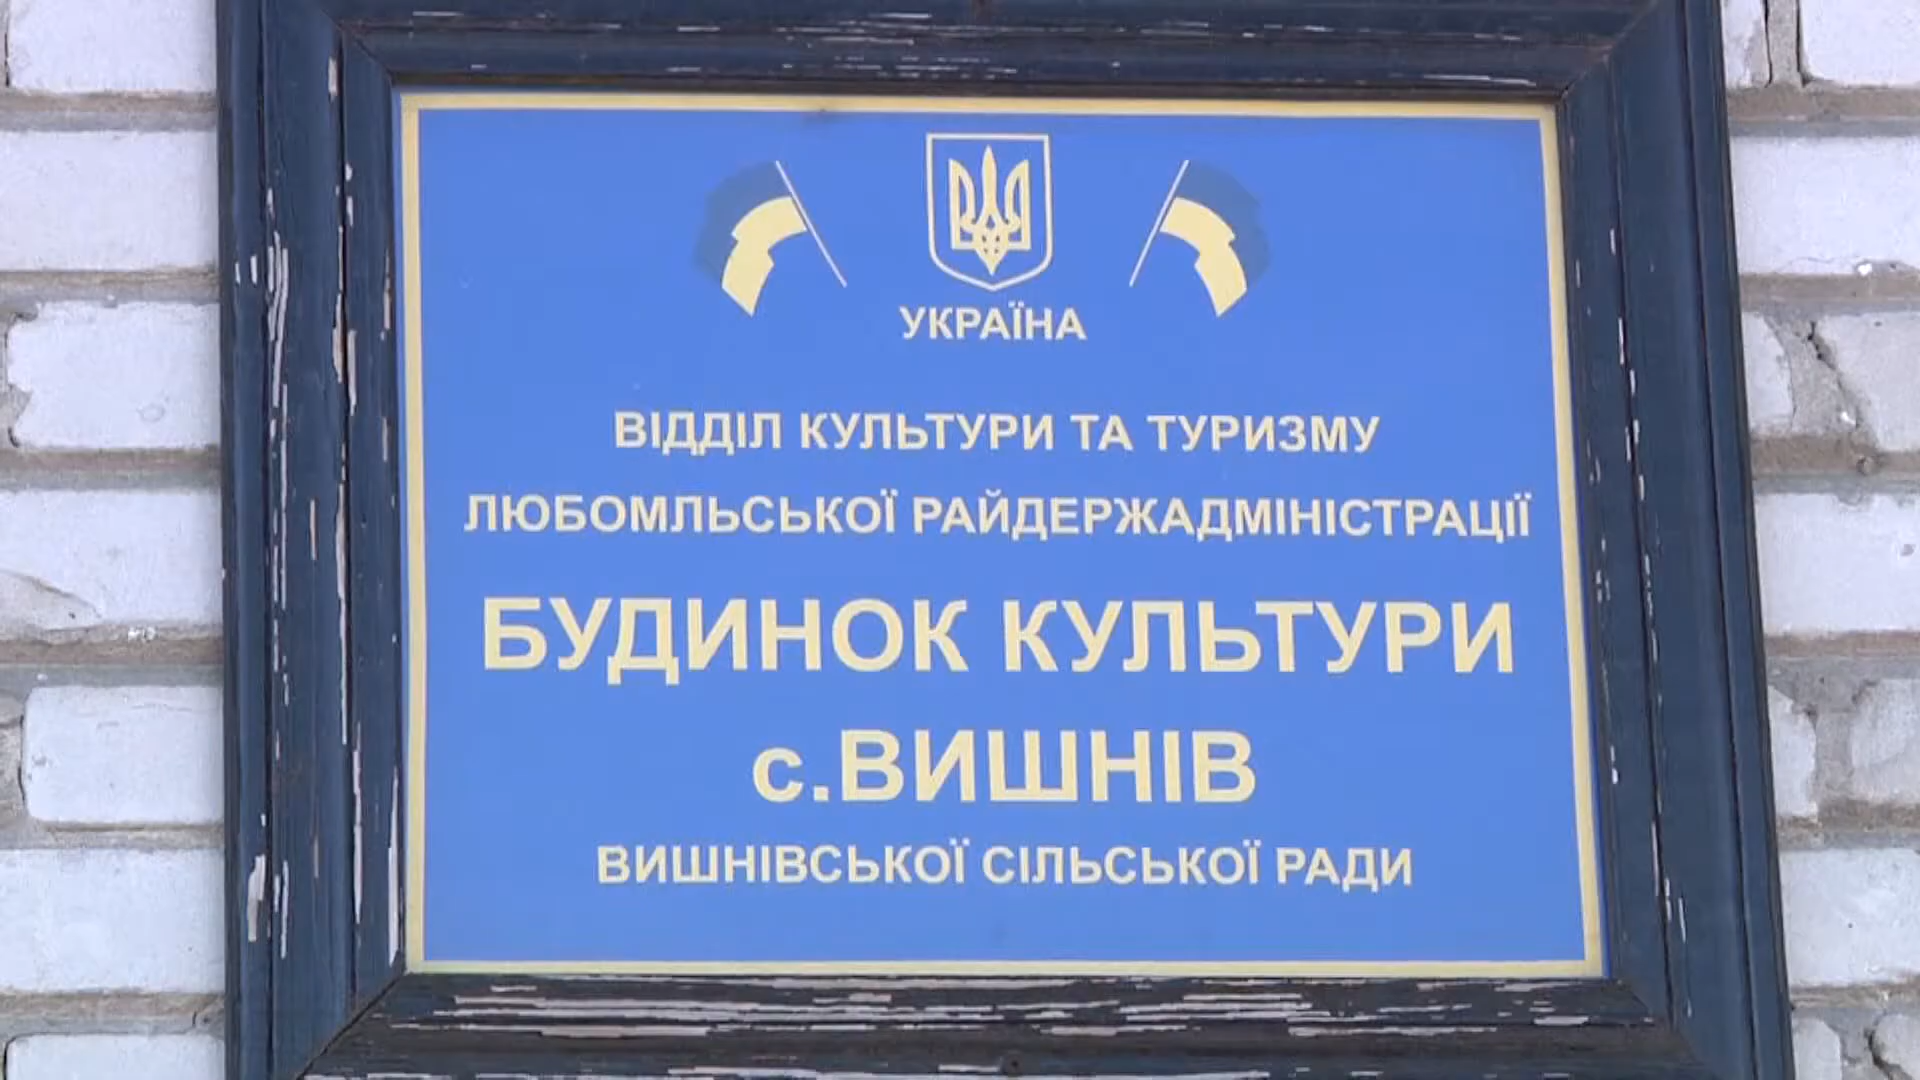 УКРАЇНА
ВІДДІЛ КУЛЬТУРИ ТА ТУРИЗМУ
ЛЮБОМЛЬСЬКОЇ РАЙДЕРЖАДМІНІСТРАЦІЇ
БУДИНОК КУЛЬТУРИ
с.ВИШНІВ
ВИШНІВСЬКОЇ СІЛЬСЬКОЇ РАДИ